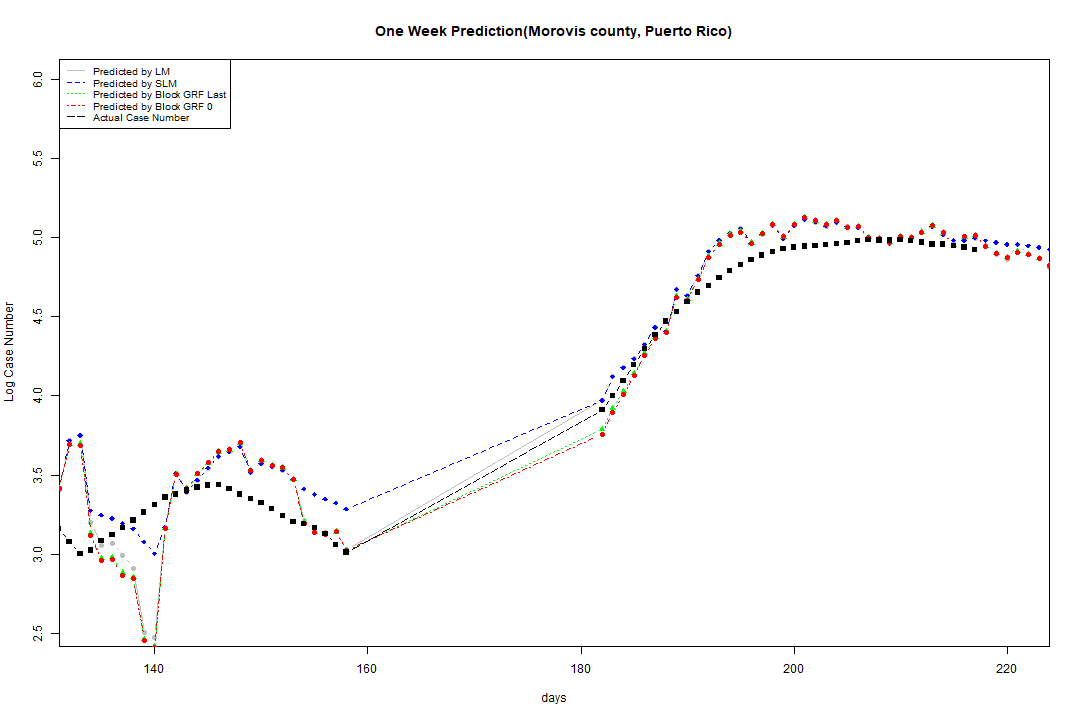 One Week Prediction(Morovis county, Puerto Rico)
Predicted by LM
Predicted by SLM
Predicted by Block GRF Last
Predicted by Block GRF 0
Actual Case Number
Log Case Number
6.0
5.5
5.0
4.5
4.0
3.5
3.0
2.5
140 160 180 200 220
days